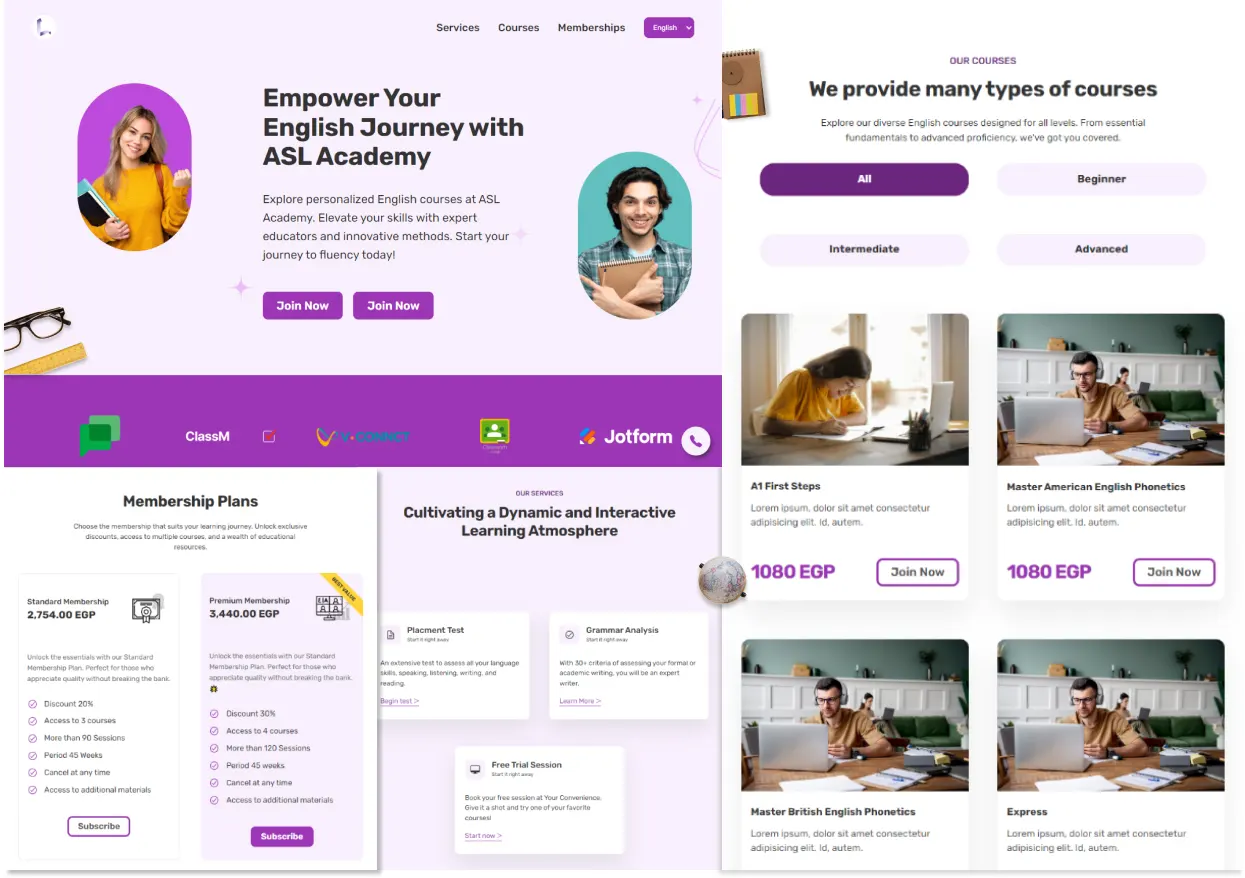 Services Courses Memberships English
Empower Your
English Journey with
ASL Academy
Explore personalized English courses at ASL
Academy. Elevate your skills with expert
educators and innovative methods. Start your
journey to fluency today!
Join Now Join Now
ClassM
V-CONNCT
Jotform
Membership Plans
Choose the membership that suits your learning journey. Unlock exclusive
discounts, access to multiple courses, and a wealth of educational
resources.
Standard Membership
2,754.00 EGP
Unlock the essentials with our Standard
Membership Plan. Perfect for those who
appreciate quality without breaking the bank.
Discount 20%
Access to 3 courses
More than 90 Sessions
Period 45 Weeks
Cancel at any time
Access to additional materials
Subscribe
BEST VALUE
Premium Membership
3,440.00 EGP
Unlock the essentials with our Standard
Membership Plan. Perfect for those who
appreciate quality without breaking the bank.
Discount 30%
Access to 4 courses
More than 120 Sessions
Period 45 weeks
Cancel at any time
Access to additional materials
Subscribe
OUR SERVICES
Cultivating a Dynamic and Interactive
Learning Atmosphere
Placment Test
Start it right away
An extensive test to assess all your language
skills, speaking, listening, writing, and
reading.
Begin test >
Grammar Analysis
Start it right away
With 30+ criteria of assessing your formal or
academic writing, you will be an expert
writer.
Learn More >
Free Trial Session
Start it right away
Book your free session at Your Convenience,
Give it a shot and try one of your favorite
courses!
Start now >
OUR COURSES
We provide many types of courses
Explore our diverse English courses designed for all levels. From essential
fundamentals to advanced proficiency, we've got you covered.
All Beginner
Intermediate Advanced
A1 First Steps
Lorem ipsum, dolor sit amet consectetur
adipisicing elit. Id, autem.
1080 EGP Join Now
Master American English Phonetics
Lorem ipsum, dolor sit amet consectetur
adipisicing elit. Id, autem.
1080 EGP Join Now
Master British English Phonetics
Lorem ipsum, dolor sit amet consectetur
adipisicing elit. Id, autem.
Express
Lorem ipsum, dolor sit amet consectetur
adipisicing elit. Id, autem.